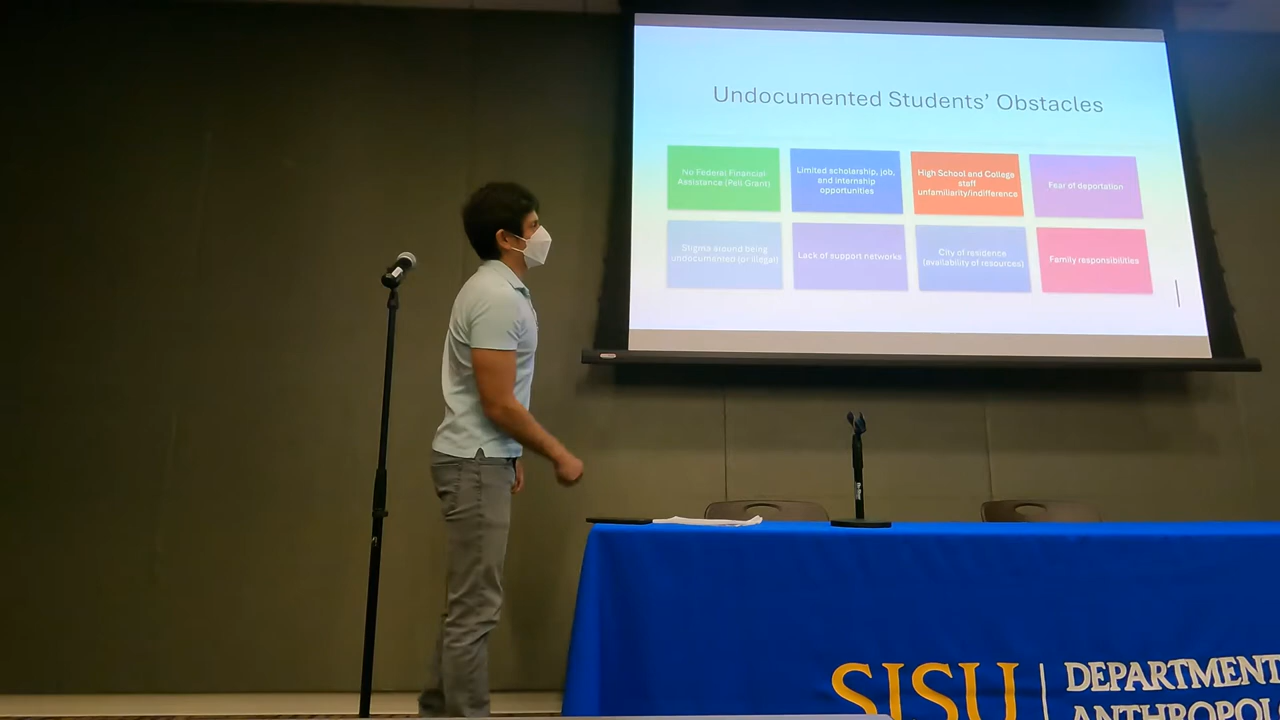 Undocumented Students' Obstacles
No Federal Financial
Assistance (Pell Grant)
Limited scholarship, job,
and internship
opportunities
High School and College
staff
unfamiliarity/indifference
Fear of deportation
Stigma around being
undocumented (or illegal)
Lack of support networks
City of residence
(availability of resources)
Family responsibilities
SJSU
DEPARTMENT
ANTHROPOLO